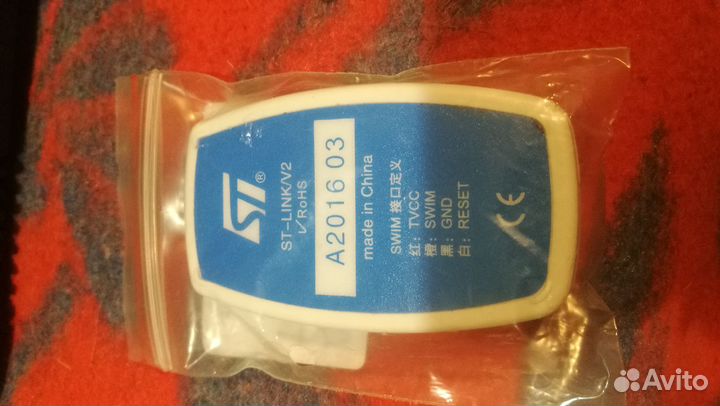 ST®
ST-LINK/V2
√RoHS
A2016 03
made in China
SWIM 接口定义
红: TVCC
橙: SWIM
黑: GND
白: RESET
CE
Avito